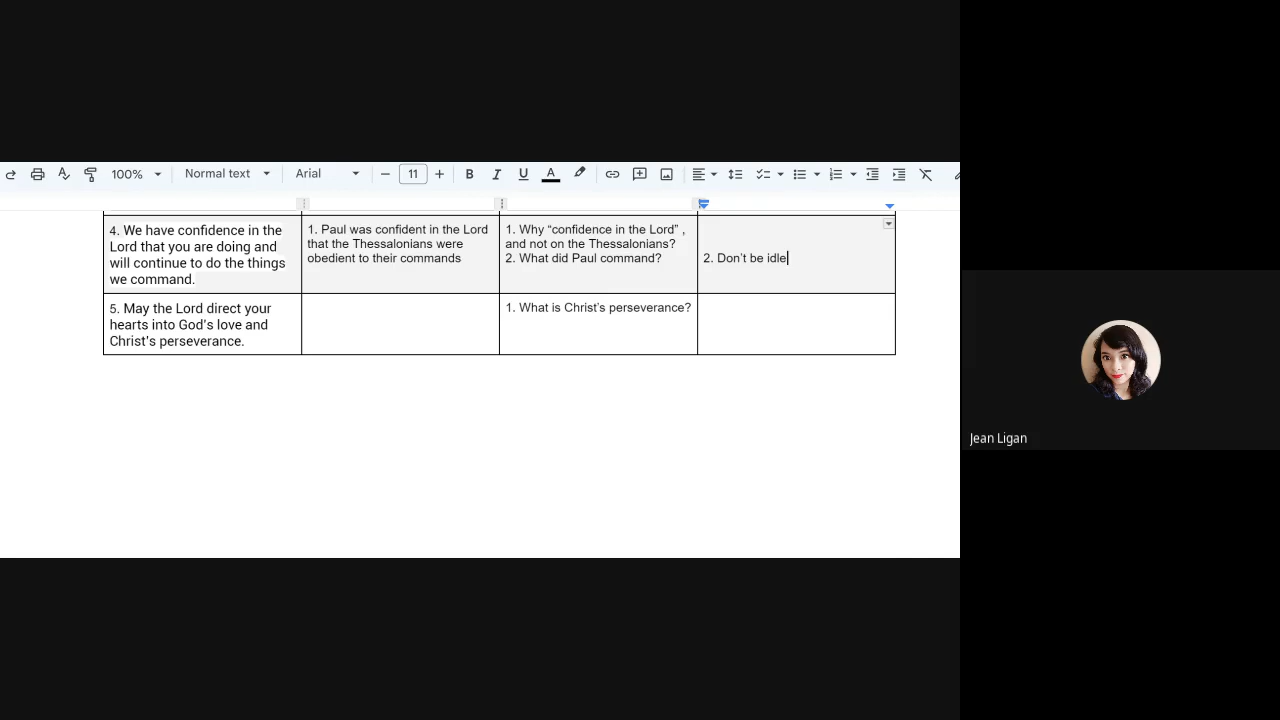 100%
Normal text
Arial
11
B
I
U
A
4. We have confidence in the
Lord that you are doing and
will continue to do the things
we command.
1. Paul was confident in the Lord
that the Thessalonians were
obedient to their commands
1. Why “confidence in the Lord” ,
and not on the Thessalonians?
2. What did Paul command?
2. Don’t be idle
5. May the Lord direct your
hearts into God's love and
Christ's perseverance.
1. What is Christ’s perseverance?
Jean Ligan